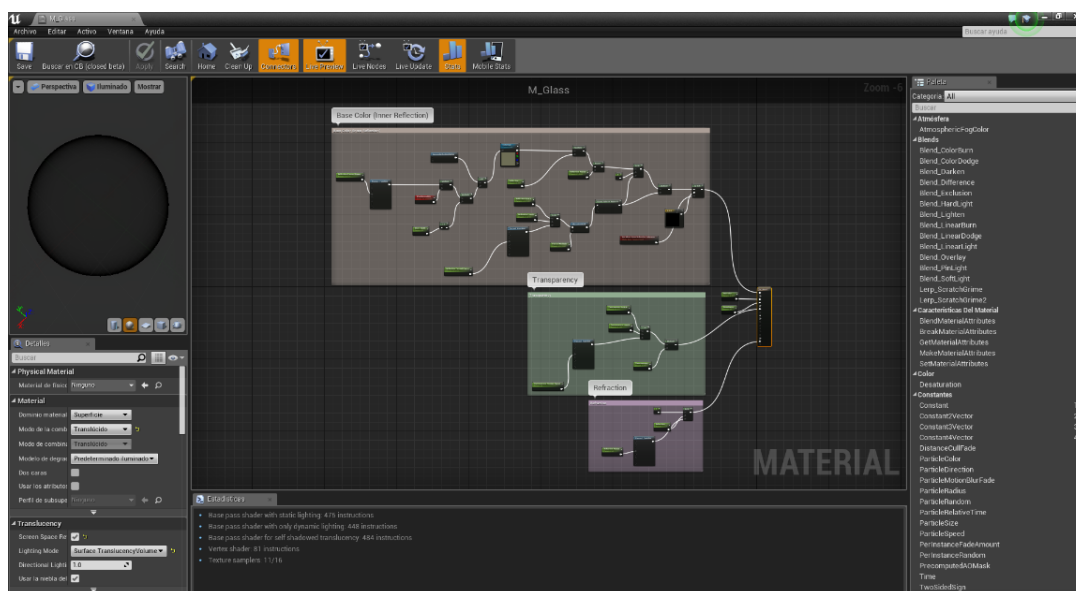 M_Glass
Archivo Editar Activo Ventana Ayuda
Buscar ayuda
Save Buscar en CB (closed beta) Apply Search Home Clean Up Connectors Live Preview Live Nodes Live Update Stats Mobile Stats
Perspectiva Iluminado Mostrar
M_Glass
Zoom -6
Base Color (Inner Reflection)
Transparency
Refraction
MATERIAL
Detalles
Buscar
Physical Material
Material de físic Ninguno
Material
Dominio material Superficie
Modo de la comb Translúcido
Modo de combin Translúcido
Modelo de degra Predeterminado iluminado
Dos caras
Usar los atributo
Perfil de subsupe Ninguno
Translucency
Screen Space Re
Lighting Mode Surface TranslucencyVolume
Directional Lighti 1.0
Usar la niebla del
Estadísticas
Base pass shader with static lighting: 475 instructions
Base pass shader with only dynamic lighting: 448 instructions
Base pass shader for self shadowed translucency: 484 instructions
Vertex shader: 81 instructions
Texture samplers: 11/16
Paleta
Categoría All
Buscar
Atmósfera
AtmosphericFogColor
Blends
Blend_ColorBurn
Blend_ColorDodge
Blend_Darken
Blend_Difference
Blend_Exclusion
Blend_HardLight
Blend_Lighten
Blend_LinearBurn
Blend_LinearDodge
Blend_LinearLight
Blend_Overlay
Blend_PinLight
Blend_SoftLight
Lerp_ScratchGrime
Lerp_ScratchGrime2
Características Del Material
BlendMaterialAttributes
BreakMaterialAttributes
GetMaterialAttributes
MakeMaterialAttributes
SetMaterialAttributes
Color
Desaturation
Constantes
Constant
Constant2Vector
Constant3Vector
Constant4Vector
DistanceCullFade
ParticleColor
ParticleDirection
ParticleMotionBlurFade
ParticleRadius
ParticleRandom
ParticleRelativeTime
ParticleSize
ParticleSpeed
PerInstanceFadeAmount
PerInstanceRandom
PrecomputedAOMask
Time
TwoSidedSign